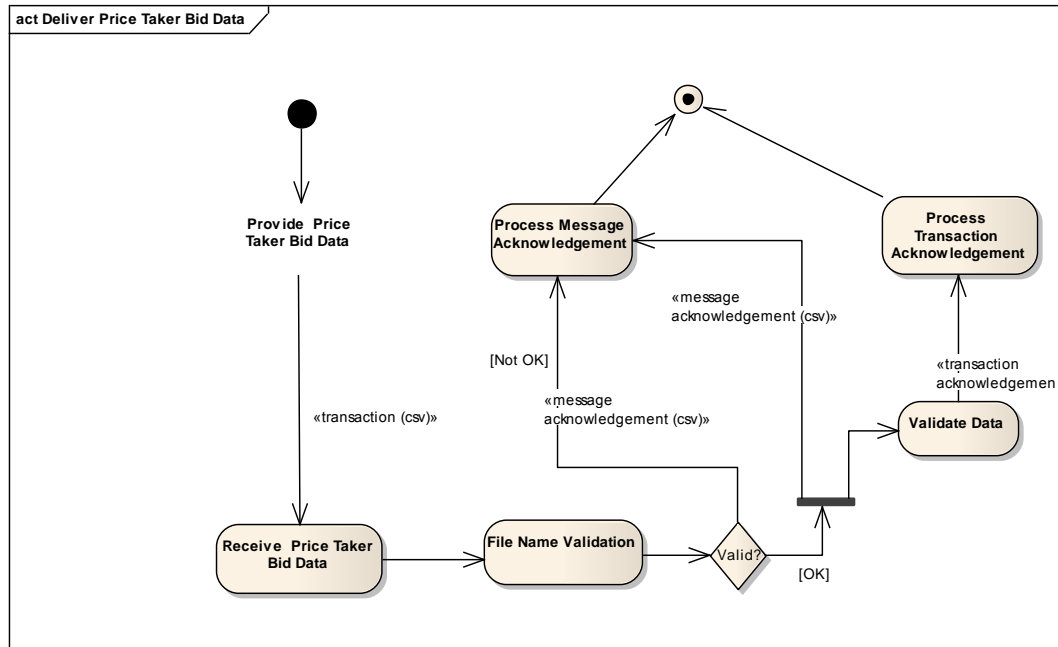 act Deliver Price Taker Bid Data
Provide Price
Taker Bid Data
Process Message
Acknowledgement
Process
Transaction
Acknowledgement
«message
acknowledgement (csv)»
[Not OK]
«transaction
acknowledgemen
«message
acknowledgement (csv)»
«transaction (csv)»
Validate Data
Receive Price Taker
Bid Data
File Name Validation
Valid?
[OK]